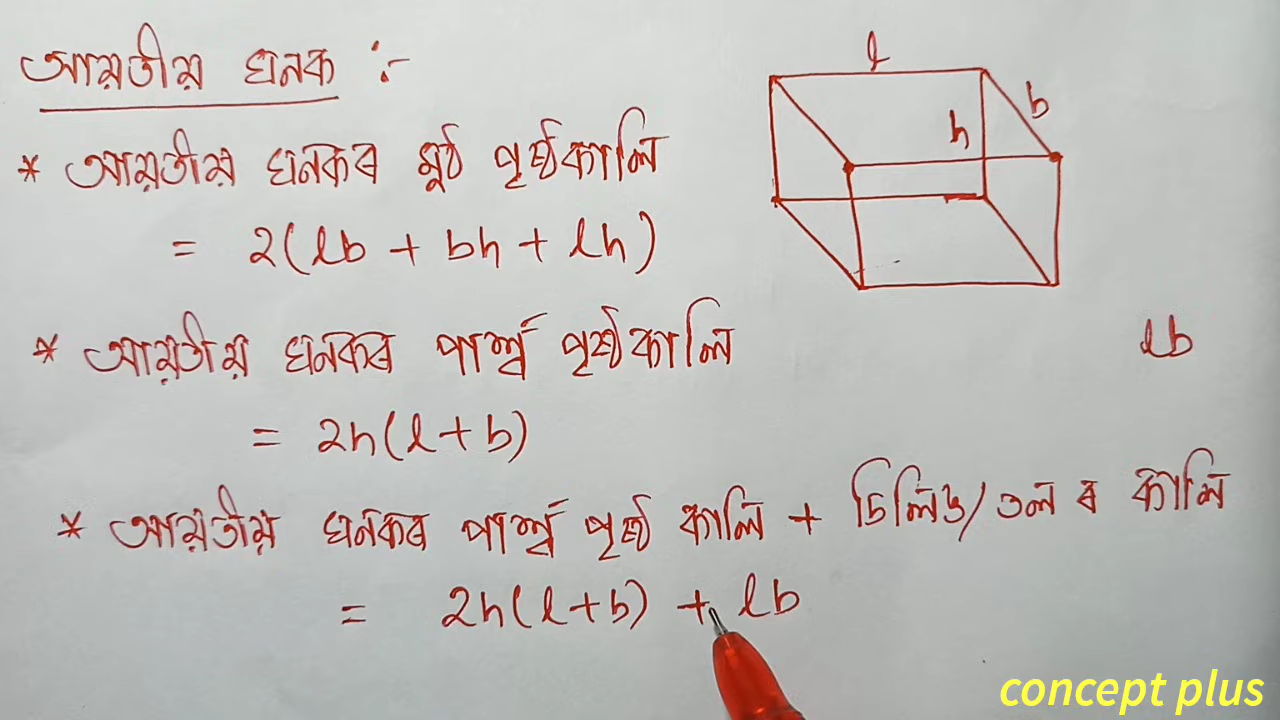 আয়তীয় ঘনক :-
l
b
h
* আয়তীয় ঘনকৰ মুঠ পৃষ্ঠকালি
= 2(lb + bh + lh)
* আয়তীয় ঘনকৰ পাৰ্শ্ব পৃষ্ঠকালি
lb
= 2h(l+b)
* আয়তীয় ঘনকৰ পাৰ্শ্ব পৃষ্ঠ কালি + চিলিঙ/তল ৰ কালি
= 2h(l+b) + lb
concept plus